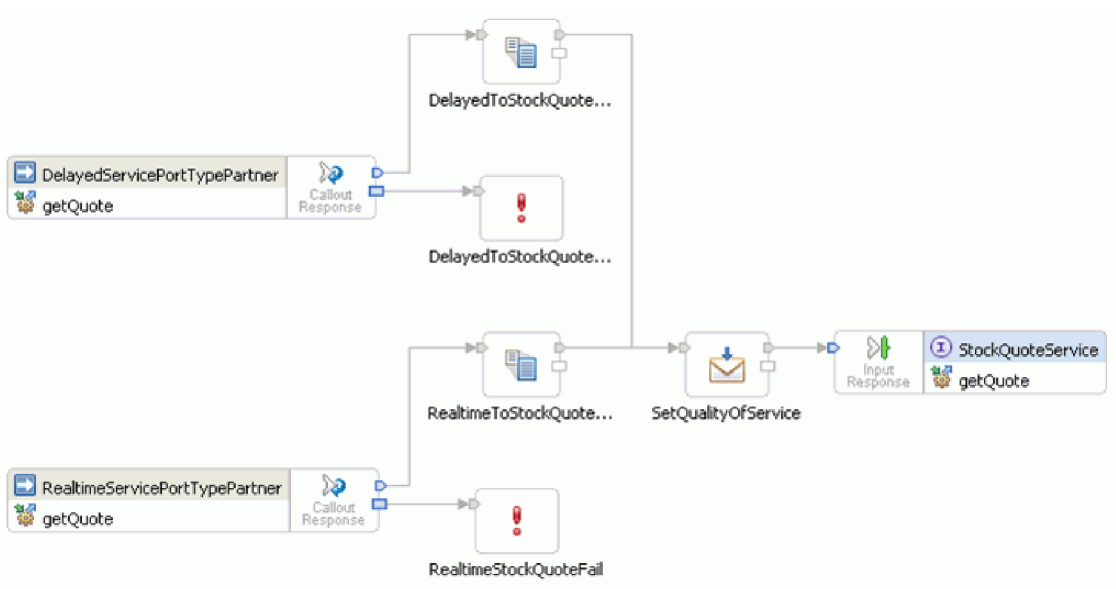 DelayedToStockQuote...
DelayedServicePortTypePartner
getQuote
Callout
Response
DelayedToStockQuote...
RealtimeToStockQuote...
SetQualityOfService
Input
Response
StockQuoteService
getQuote
RealtimeServicePortTypePartner
getQuote
Callout
Response
RealtimeStockQuoteFail